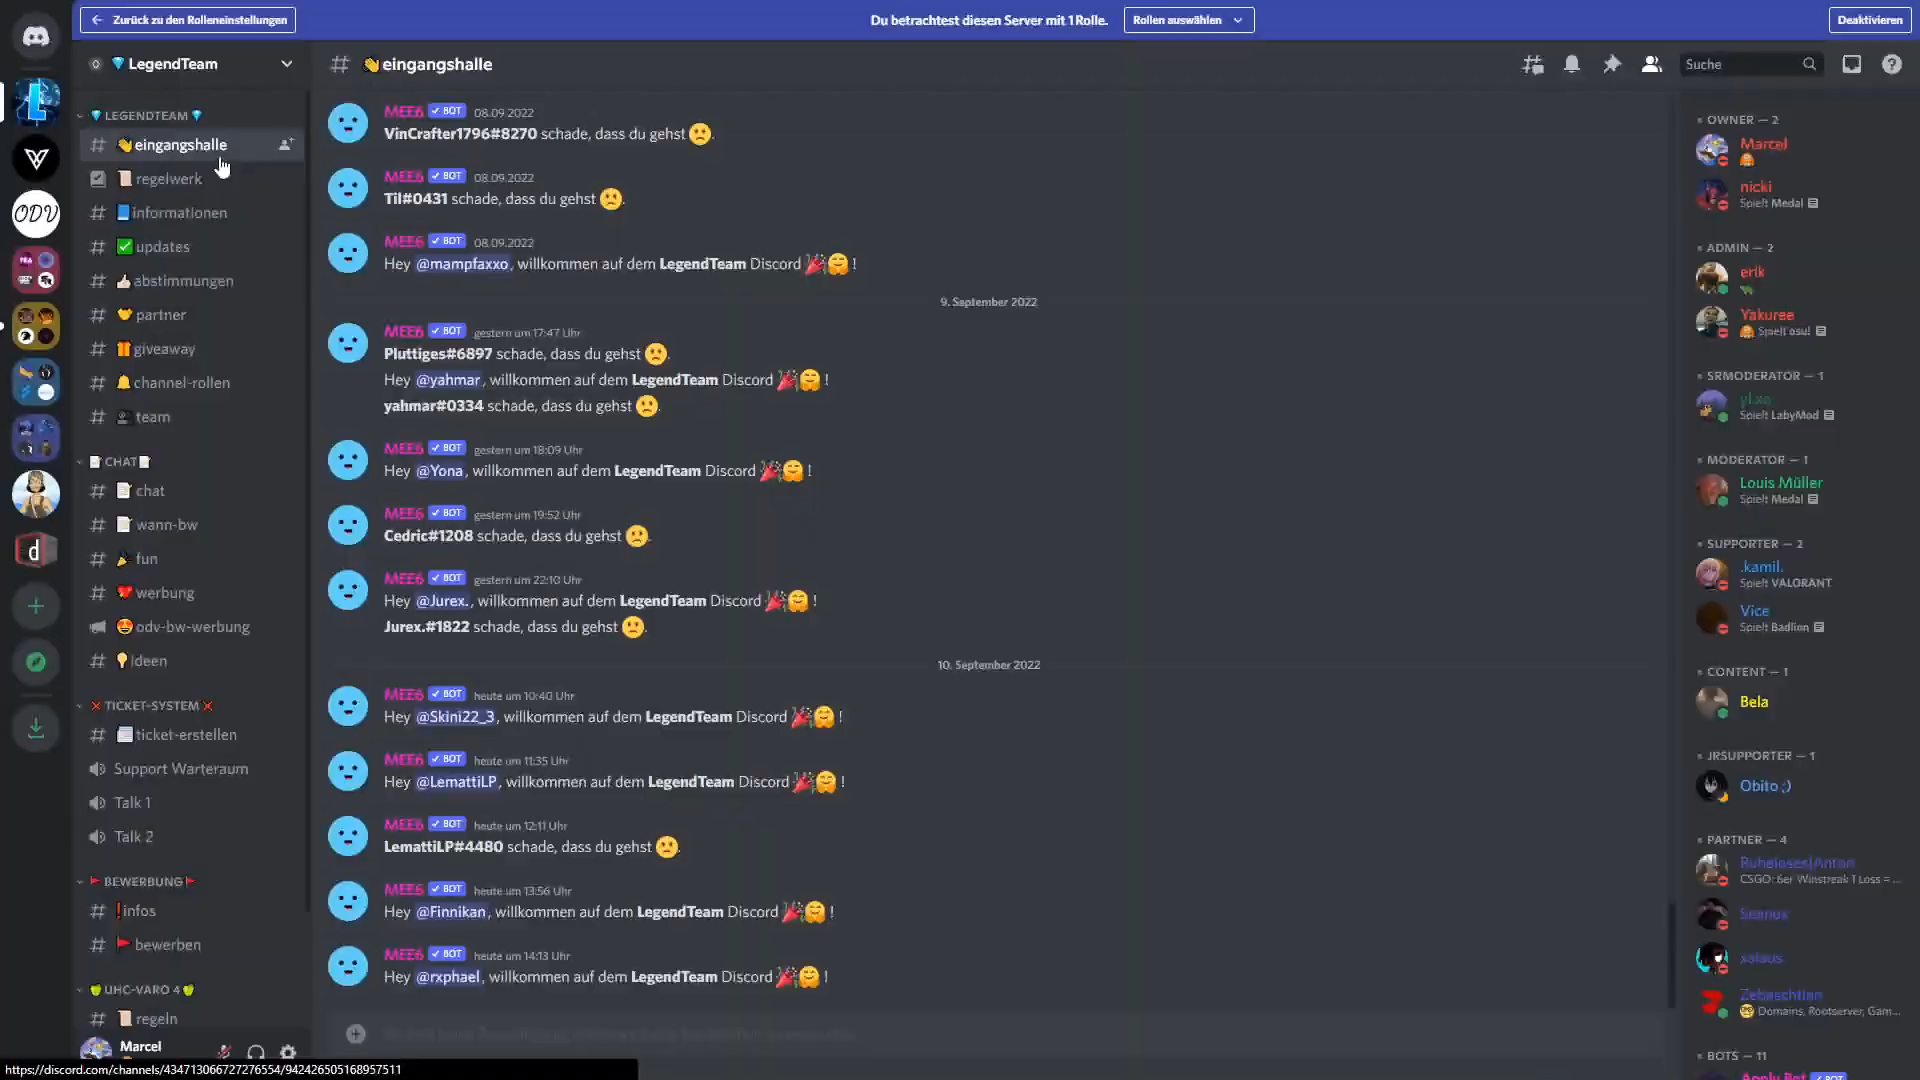 Zurück zu den Rolleneinstellungen
Du betrachtest diesen Server mit 1 Rolle.
Rollen auswählen
Deaktivieren
LegendTeam
LEGENDTEAM
eingangshalle
regelwerk
informationen
updates
abstimmungen
partner
giveaway
channel-rollen
team
CHAT
chat
wann-bw
fun
werbung
odv-bw-werbung
Ideen
TICKET-SYSTEM
ticket-erstellen
Support Warteraum
Talk 1
Talk 2
BEWERBUNG
infos
bewerben
UHC-VARO 4
regeln
Marcel
https://discord.com/channels/434713066727276554/942426505168957511
ODV
eingangshalle
Suche
MEE6 BOT 08.09.2022
VinCrafter1796#8270 schade, dass du gehst .
MEE6 BOT 08.09.2022
Til#0431 schade, dass du gehst .
MEE6 BOT 08.09.2022
Hey @mampfaxxo, willkommen auf dem LegendTeam Discord !
9. September 2022
MEE6 BOT gestern um 17:47 Uhr
Pluttiges#6897 schade, dass du gehst .
Hey @yahmar, willkommen auf dem LegendTeam Discord !
yahmar#0334 schade, dass du gehst .
MEE6 BOT gestern um 18:09 Uhr
Hey @Yona, willkommen auf dem LegendTeam Discord !
MEE6 BOT gestern um 19:52 Uhr
Cedric#1208 schade, dass du gehst .
MEE6 BOT gestern um 22:10 Uhr
Hey @Jurex., willkommen auf dem LegendTeam Discord !
Jurex.#1822 schade, dass du gehst .
10. September 2022
MEE6 BOT heute um 10:40 Uhr
Hey @Skini22_3, willkommen auf dem LegendTeam Discord !
MEE6 BOT heute um 11:35 Uhr
Hey @LemattiLP, willkommen auf dem LegendTeam Discord !
MEE6 BOT heute um 12:11 Uhr
LemattiLP#4480 schade, dass du gehst .
MEE6 BOT heute um 13:56 Uhr
Hey @Finnikan, willkommen auf dem LegendTeam Discord !
MEE6 BOT heute um 14:13 Uhr
Hey @rxphael, willkommen auf dem LegendTeam Discord !
OWNER — 2
Marcel
nicki
Spielt Medal
ADMIN — 2
erik
Yakuree
Spielt osu!
SRMODERATOR — 1
Spielt LabyMod
MODERATOR — 1
Louis Müller
Spielt Medal
SUPPORTER — 2
.kamil.
Spielt VALORANT
Vice
Spielt Badlion
CONTENT — 1
Bela
JRSUPPORTER — 1
Obito ;)
PARTNER — 4
Ruheloses|Anton
CSGO: 6er Winstreak 1 Loss = ...
xalaus
Zebaschtian
Domains, Rootserver, Gam...
BOTS — 11
Apply Bot BOT